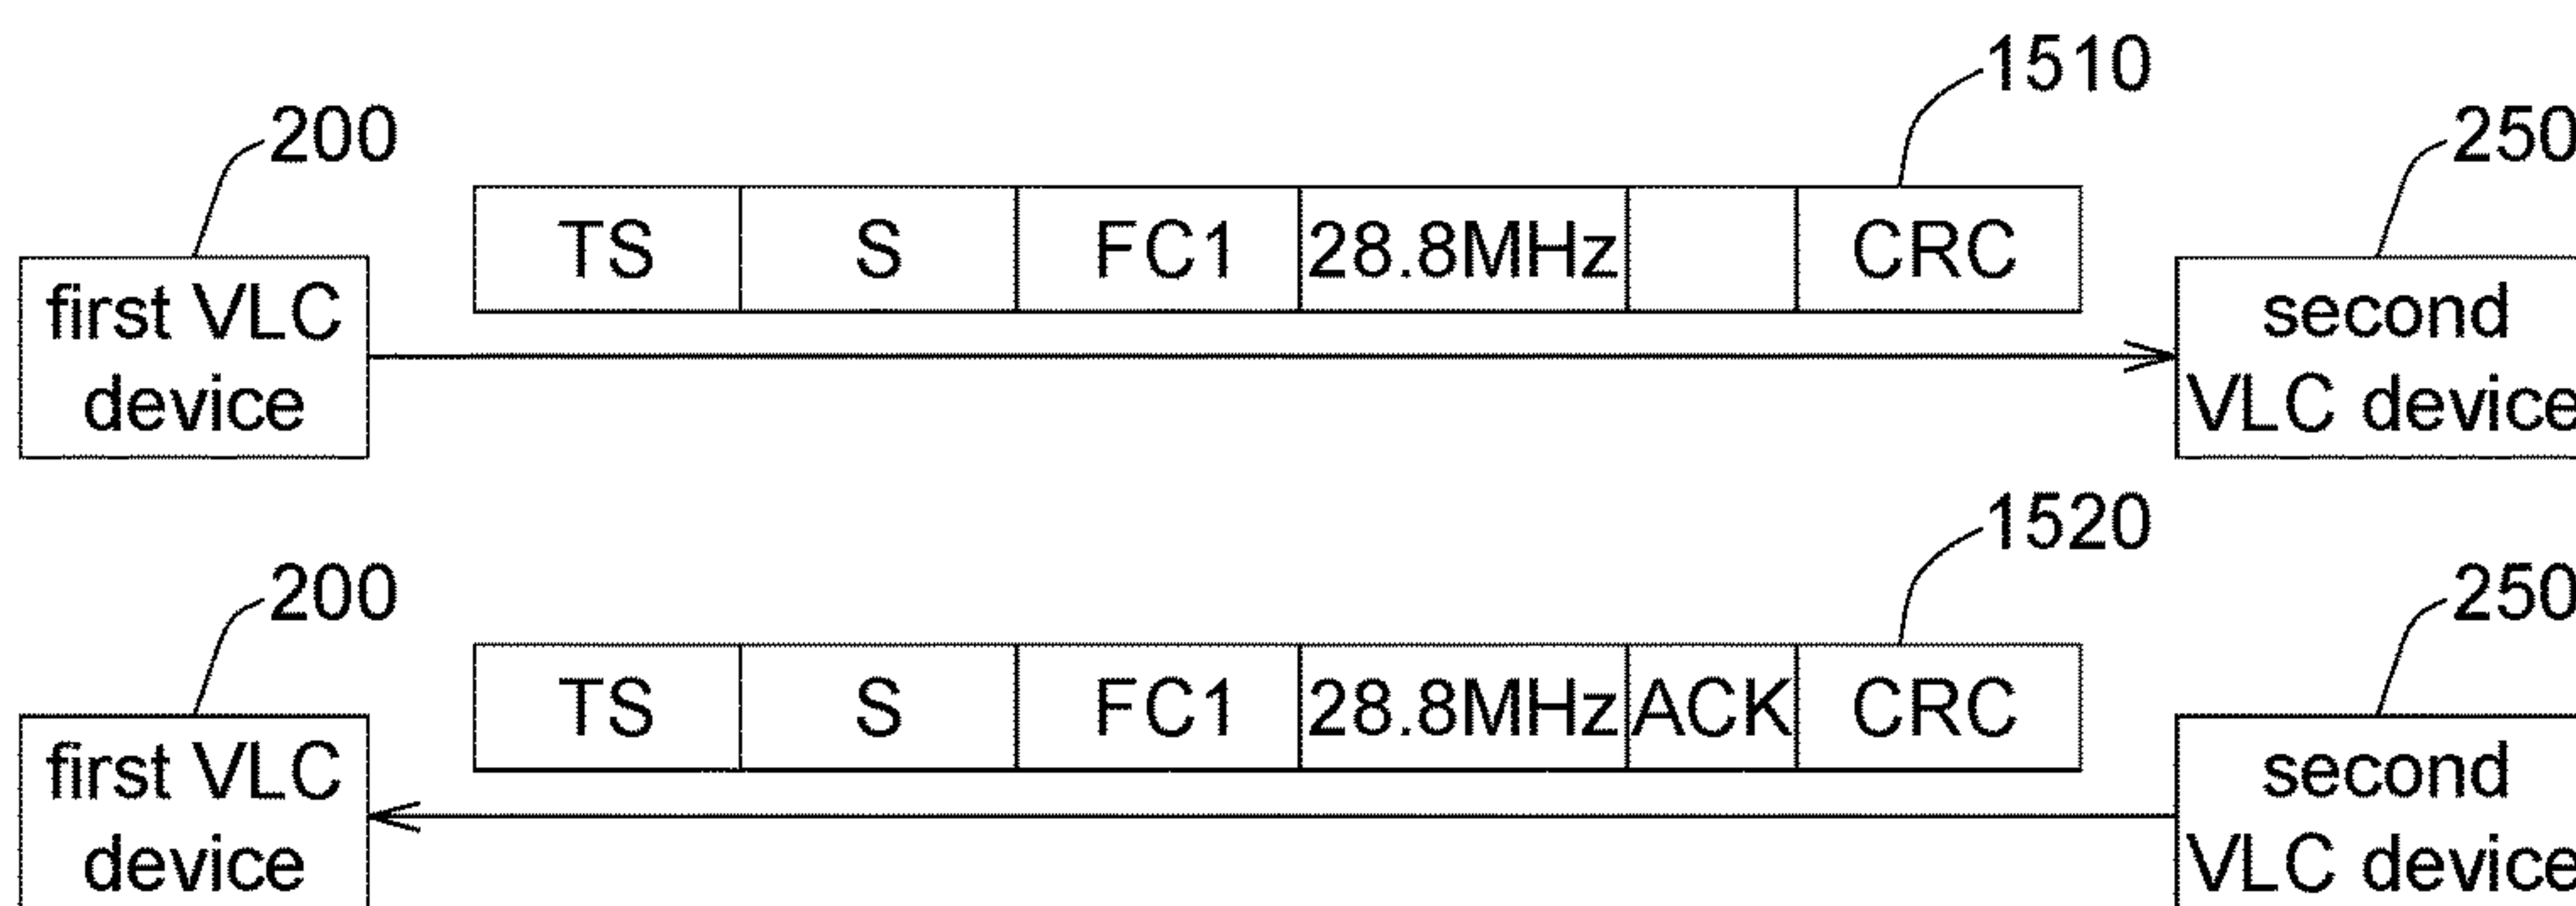 1510
200
250
TS S FC1 28.8MHz CRC
first VLC
device
second
VLC device
1520
200
250
TS S FC1 28.8MHz ACK CRC
first VLC
device
second
VLC device